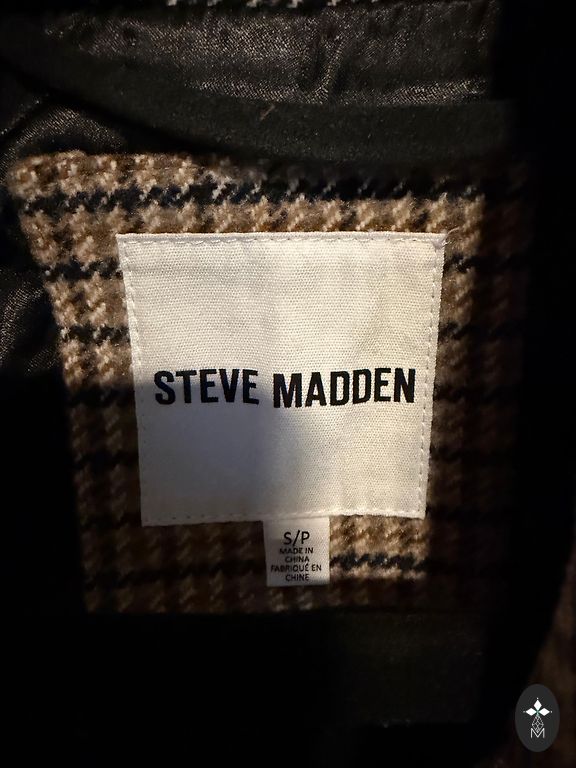 STEVE MADDEN
S/P
MADE IN
CHINA
FABRIQUÉ EN
CHINE
M